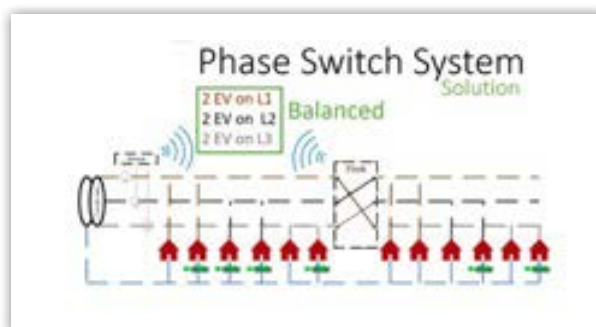 Phase Switch System
Solution
2 EV on L1
2 EV on L2
2 EV on L3
Balanced